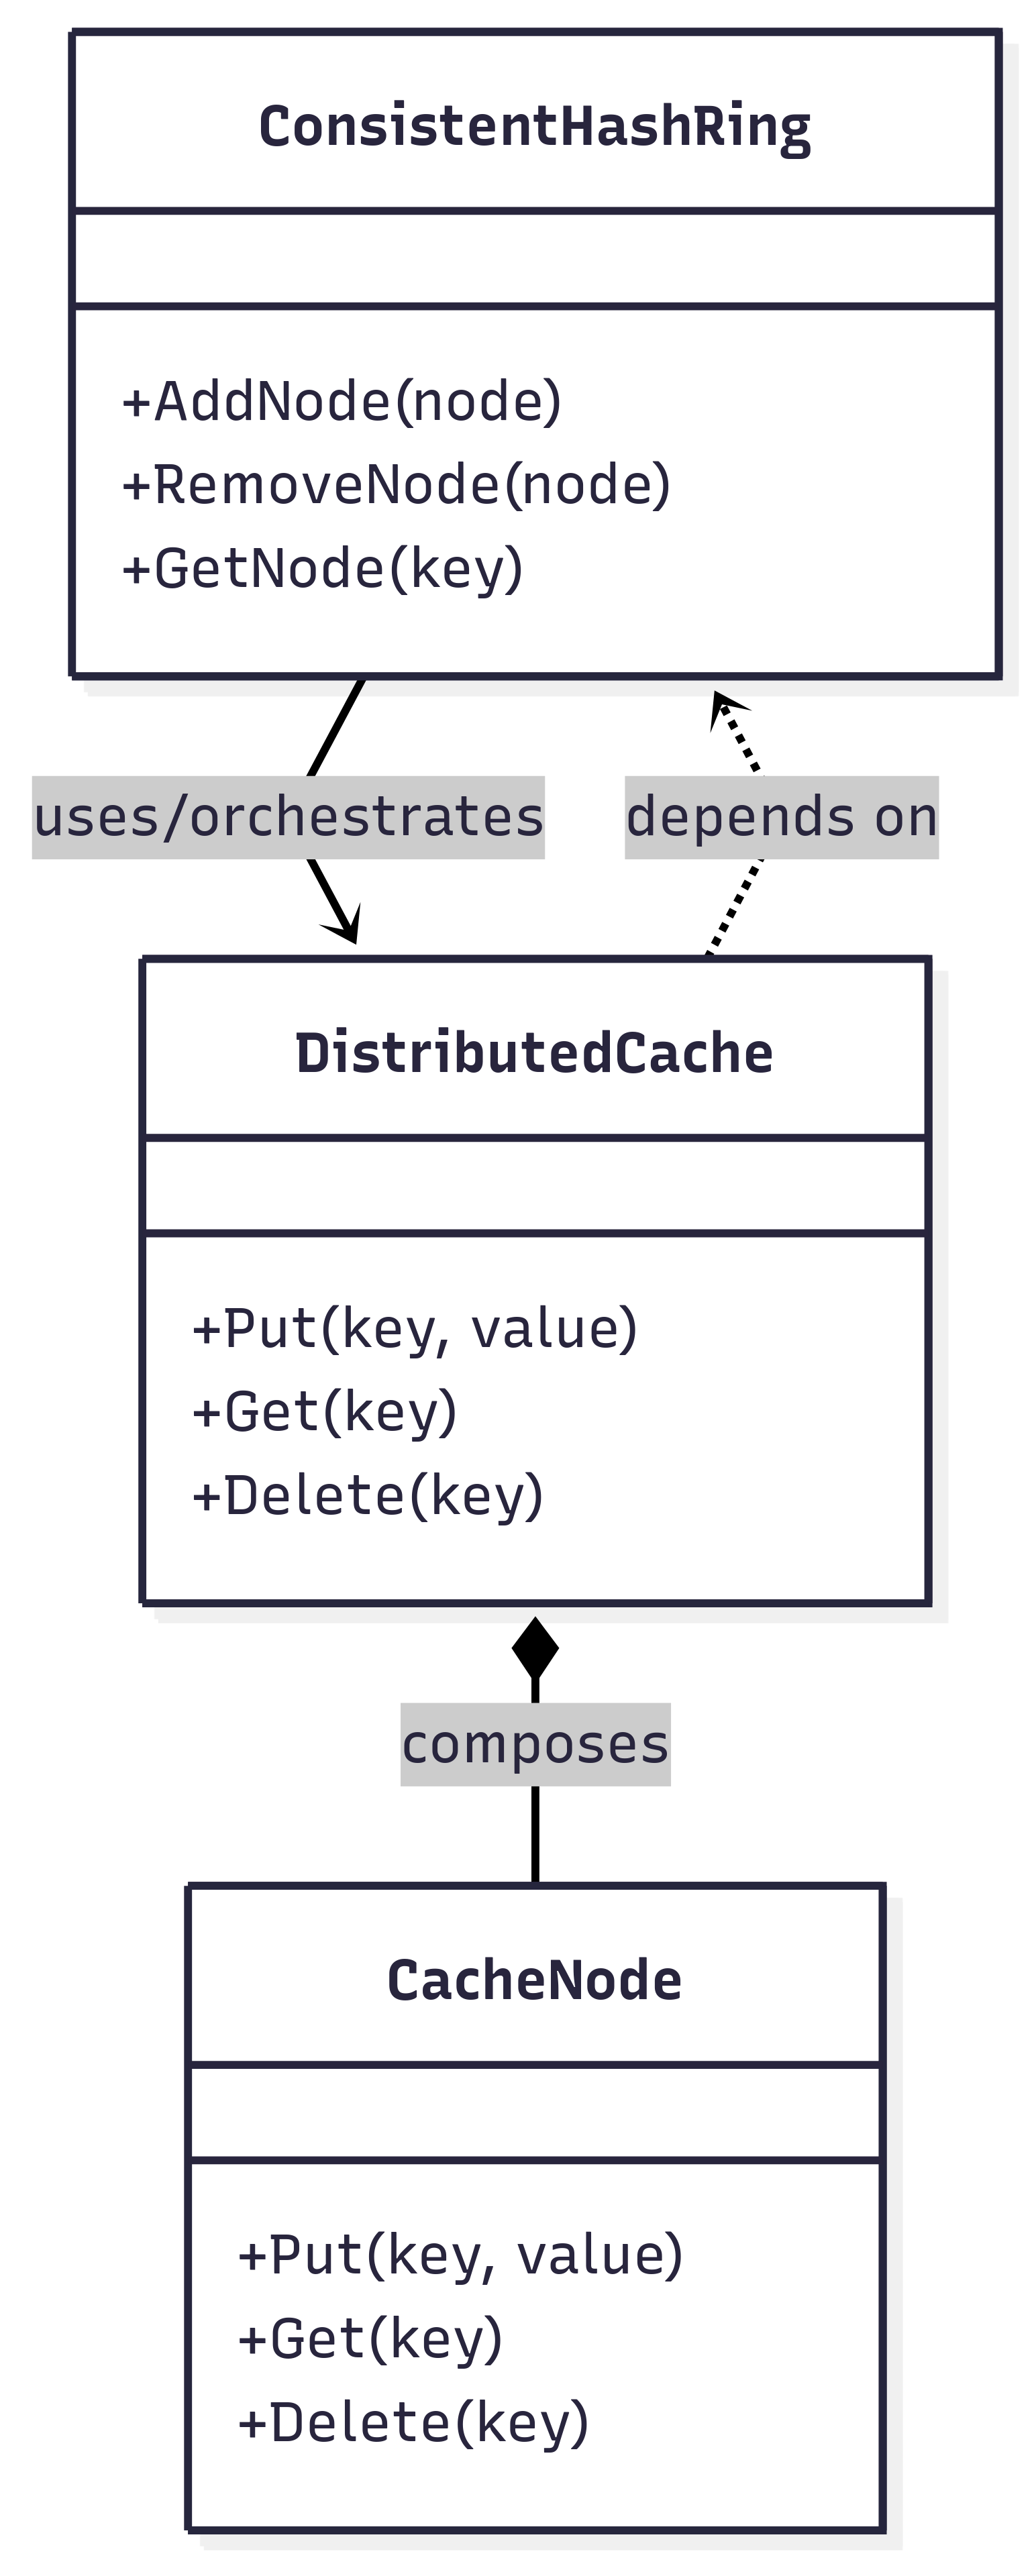 ConsistentHashRing
+AddNode(node)
+RemoveNode(node)
+GetNode(key)
uses/orchestrates
depends on
DistributedCache
+Put(key, value)
+Get(key)
+Delete(key)
composes
CacheNode
+Put(key, value)
+Get(key)
+Delete(key)